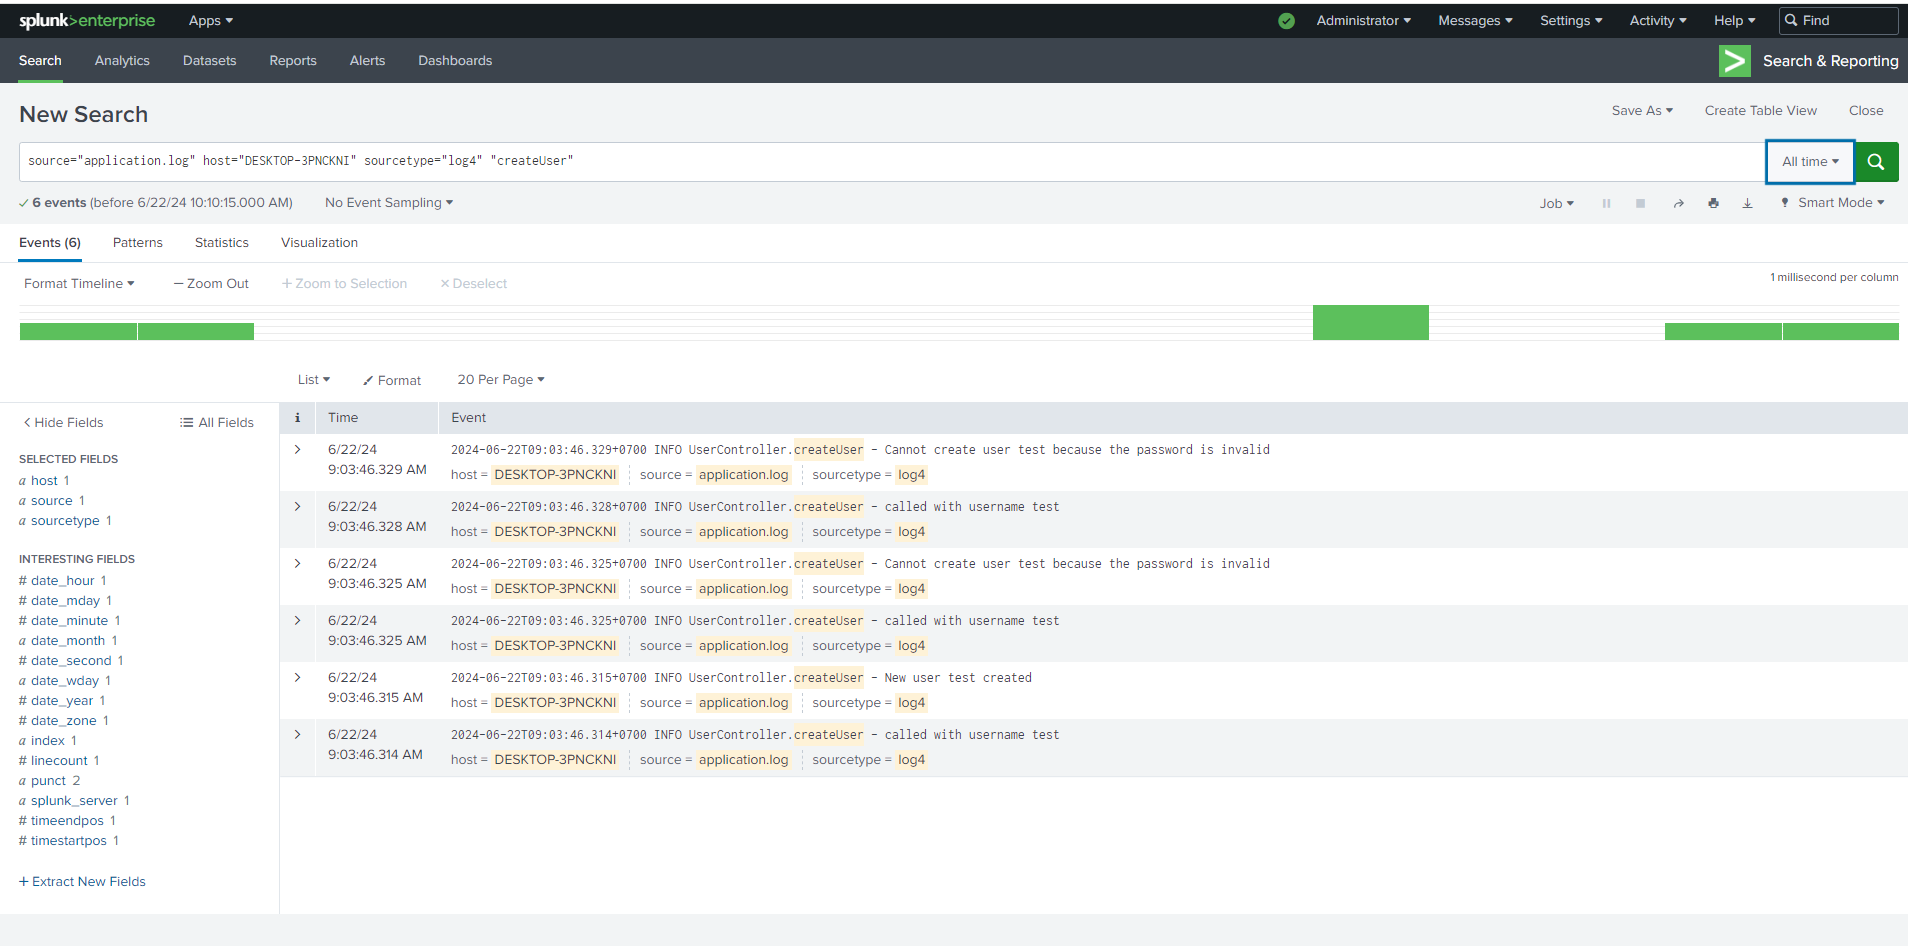 splunk>enterprise Apps Administrator Messages Settings Activity Help Find
Search Analytics Datasets Reports Alerts Dashboards Search & Reporting
New Search Save As Create Table View Close
source="application.log" host="DESKTOP-3PNCKNI" sourcetype="log4" "createUser" All time
6 events (before 6/22/24 10:10:15.000 AM) No Event Sampling Job Smart Mode
Events (6) Patterns Statistics Visualization
Format Timeline — Zoom Out + Zoom to Selection × Deselect 1 millisecond per column
List Format 20 Per Page
< Hide Fields All Fields
SELECTED FIELDS
a host 1
a source 1
a sourcetype 1
INTERESTING FIELDS
# date_hour 1
# date_mday 1
# date_minute 1
a date_month 1
# date_second 1
a date_wday 1
# date_year 1
# date_zone 1
a index 1
# linecount 1
a punct 2
a splunk_server 1
# timeendpos 1
# timestartpos 1
+ Extract New Fields
i Time Event
> 6/22/24 2024-06-22T09:03:46.329+0700 INFO UserController.createUser - Cannot create user test because the password is invalid
9:03:46.329 AM host = DESKTOP-3PNCKNI source = application.log sourcetype = log4
> 6/22/24 2024-06-22T09:03:46.328+0700 INFO UserController.createUser - called with username test
9:03:46.328 AM host = DESKTOP-3PNCKNI source = application.log sourcetype = log4
> 6/22/24 2024-06-22T09:03:46.325+0700 INFO UserController.createUser - Cannot create user test because the password is invalid
9:03:46.325 AM host = DESKTOP-3PNCKNI source = application.log sourcetype = log4
> 6/22/24 2024-06-22T09:03:46.325+0700 INFO UserController.createUser - called with username test
9:03:46.325 AM host = DESKTOP-3PNCKNI source = application.log sourcetype = log4
> 6/22/24 2024-06-22T09:03:46.315+0700 INFO UserController.createUser - New user test created
9:03:46.315 AM host = DESKTOP-3PNCKNI source = application.log sourcetype = log4
> 6/22/24 2024-06-22T09:03:46.314+0700 INFO UserController.createUser - called with username test
9:03:46.314 AM host = DESKTOP-3PNCKNI source = application.log sourcetype = log4